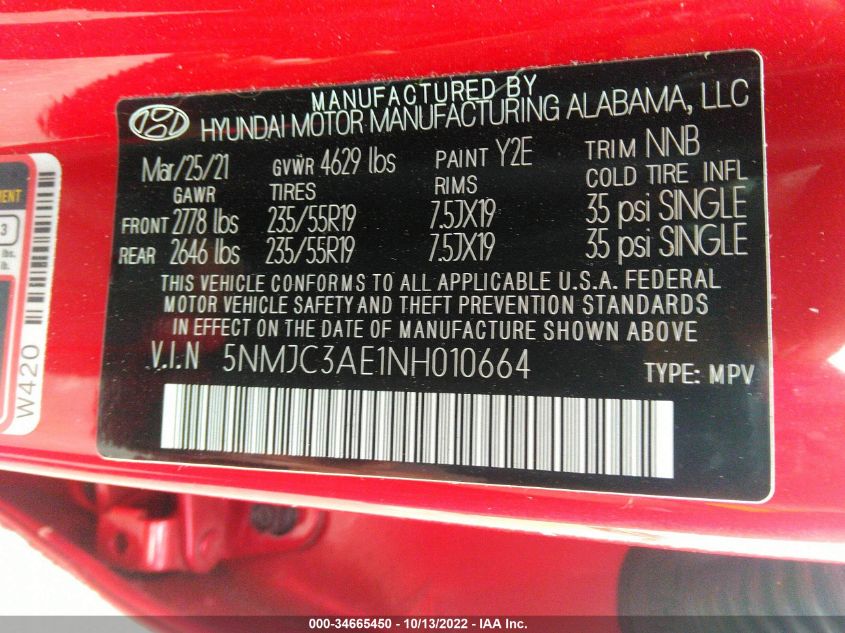 MANUFACTURED BY
HYUNDAI MOTOR MANUFACTURING ALABAMA, LLC
Mar/25/21 GVWR 4629 lbs PAINT Y2E TRIM NNB
GAWR TIRES RIMS COLD TIRE INFL
FRONT 2778 lbs 235/55R19 7.5JX19 35 psi SINGLE
REAR 2646 lbs 235/55R19 7.5JX19 35 psi SINGLE
THIS VEHICLE CONFORMS TO ALL APPLICABLE U.S.A. FEDERAL
MOTOR VEHICLE SAFETY AND THEFT PREVENTION STANDARDS
IN EFFECT ON THE DATE OF MANUFACTURE SHOWN ABOVE
V.I.N 5NMJC3AE1NH010664 TYPE: MPV
3
lbs.
lb.
W420
000-34665450 - 10/13/2022 - IAA Inc.